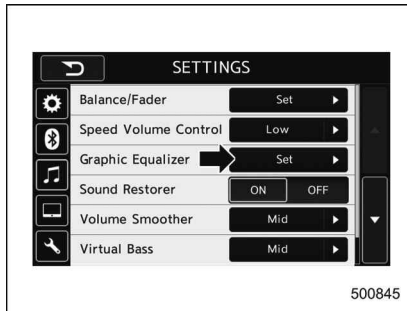 SETTINGS
Balance/Fader Set
Speed Volume Control Low
Graphic Equalizer Set
Sound Restorer ON OFF
Volume Smoother Mid
Virtual Bass Mid
500845